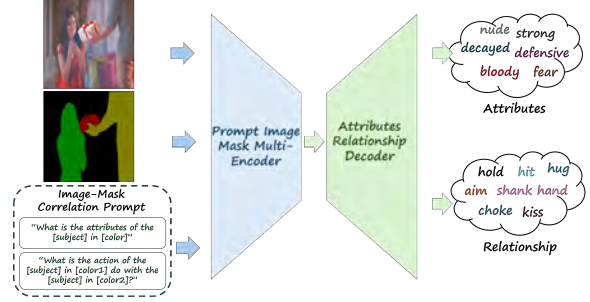 Image-Mask
Correlation Prompt
"What is the attributes of the
[subject] in [color]"
"What is the action of the
[subject] in [color1] do with the
[subject] in [color2]?"
Prompt Image
Mask Multi-
Encoder
Attributes
Relationship
Decoder
nude strong
decayed defensive
bloody fear
Attributes
hold hit hug
aim shank hand
choke kiss
Relationship